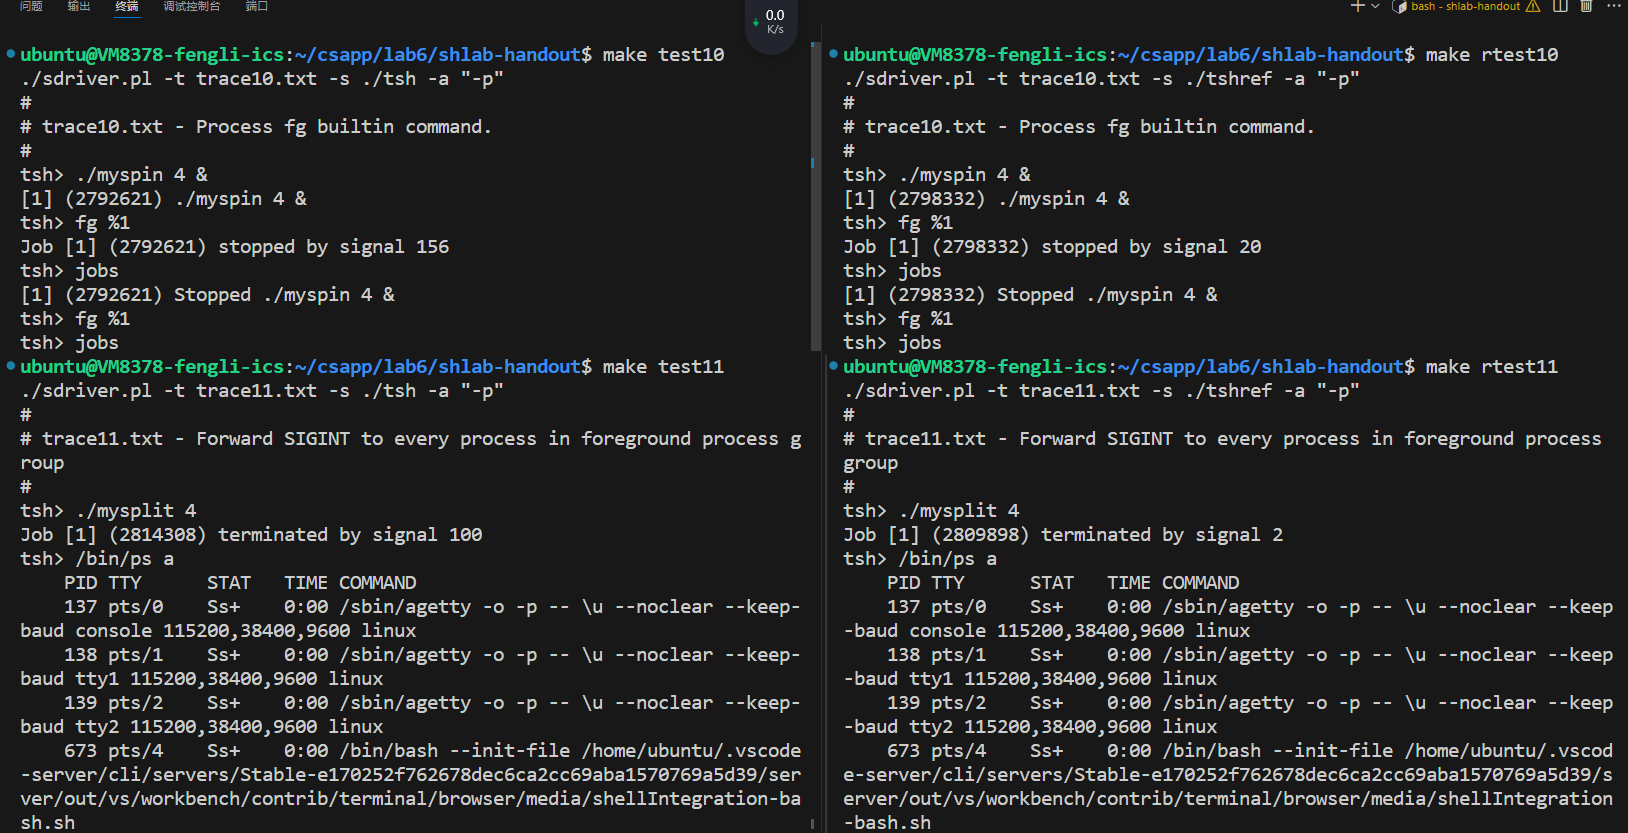 问题 输出 终端 调试控制台 端口
0.0
K/s
bash - shlab-handout
ubuntu@VM8378-fengli-ics:~/csapp/lab6/shlab-handout$ make test10
./sdriver.pl -t trace10.txt -s ./tsh -a "-p"
#
# trace10.txt - Process fg builtin command.
#
tsh> ./myspin 4 &
[1] (2792621) ./myspin 4 &
tsh> fg %1
Job [1] (2792621) stopped by signal 156
tsh> jobs
[1] (2792621) Stopped ./myspin 4 &
tsh> fg %1
tsh> jobs
ubuntu@VM8378-fengli-ics:~/csapp/lab6/shlab-handout$ make test11
./sdriver.pl -t trace11.txt -s ./tsh -a "-p"
#
# trace11.txt - Forward SIGINT to every process in foreground process g
roup
#
tsh> ./mysplit 4
Job [1] (2814308) terminated by signal 100
tsh> /bin/ps a
PID TTY STAT TIME COMMAND
137 pts/0 Ss+ 0:00 /sbin/agetty -o -p -- \u --noclear --keep-
baud console 115200,38400,9600 linux
138 pts/1 Ss+ 0:00 /sbin/agetty -o -p -- \u --noclear --keep-
baud tty1 115200,38400,9600 linux
139 pts/2 Ss+ 0:00 /sbin/agetty -o -p -- \u --noclear --keep-
baud tty2 115200,38400,9600 linux
673 pts/4 Ss+ 0:00 /bin/bash --init-file /home/ubuntu/.vscode
-server/cli/servers/Stable-e170252f762678dec6ca2cc69aba1570769a5d39/ser
ver/out/vs/workbench/contrib/terminal/browser/media/shellIntegration-ba
sh.sh
ubuntu@VM8378-fengli-ics:~/csapp/lab6/shlab-handout$ make rtest10
./sdriver.pl -t trace10.txt -s ./tshref -a "-p"
#
# trace10.txt - Process fg builtin command.
#
tsh> ./myspin 4 &
[1] (2798332) ./myspin 4 &
tsh> fg %1
Job [1] (2798332) stopped by signal 20
tsh> jobs
[1] (2798332) Stopped ./myspin 4 &
tsh> fg %1
tsh> jobs
ubuntu@VM8378-fengli-ics:~/csapp/lab6/shlab-handout$ make rtest11
./sdriver.pl -t trace11.txt -s ./tshref -a "-p"
#
# trace11.txt - Forward SIGINT to every process in foreground process
group
#
tsh> ./mysplit 4
Job [1] (2809898) terminated by signal 2
tsh> /bin/ps a
PID TTY STAT TIME COMMAND
137 pts/0 Ss+ 0:00 /sbin/agetty -o -p -- \u --noclear --keep
-baud console 115200,38400,9600 linux
138 pts/1 Ss+ 0:00 /sbin/agetty -o -p -- \u --noclear --keep
-baud tty1 115200,38400,9600 linux
139 pts/2 Ss+ 0:00 /sbin/agetty -o -p -- \u --noclear --keep
-baud tty2 115200,38400,9600 linux
673 pts/4 Ss+ 0:00 /bin/bash --init-file /home/ubuntu/.vscod
e-server/cli/servers/Stable-e170252f762678dec6ca2cc69aba1570769a5d39/s
erver/out/vs/workbench/contrib/terminal/browser/media/shellIntegration
-bash.sh